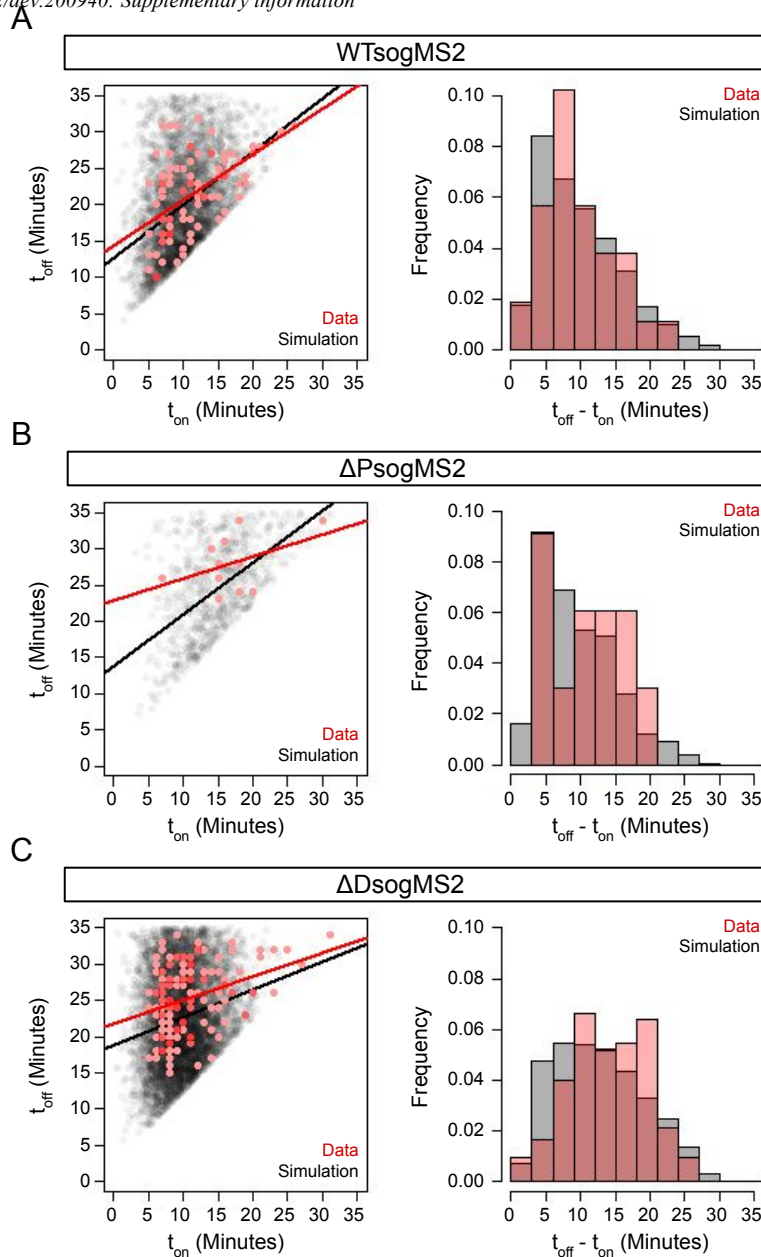 /dev.200940: Supplementary information
A
WTsogMS2
35
30
25
20
15
10
5
0
t_off (Minutes)
Data
Simulation
0 5 10 15 20 25 30 35
t_on (Minutes)
Data
Simulation
0.10
0.08
0.06
0.04
0.02
0.00
Frequency
0 5 10 15 20 25 30 35
t_off - t_on (Minutes)
B
ΔPsogMS2
35
30
25
20
15
10
5
0
t_off (Minutes)
Data
Simulation
0 5 10 15 20 25 30 35
t_on (Minutes)
Data
Simulation
0.10
0.08
0.06
0.04
0.02
0.00
Frequency
0 5 10 15 20 25 30 35
t_off - t_on (Minutes)
C
ΔDsogMS2
35
30
25
20
15
10
5
0
t_off (Minutes)
Data
Simulation
0 5 10 15 20 25 30 35
t_on (Minutes)
Data
Simulation
0.10
0.08
0.06
0.04
0.02
0.00
Frequency
0 5 10 15 20 25 30 35
t_off - t_on (Minutes)